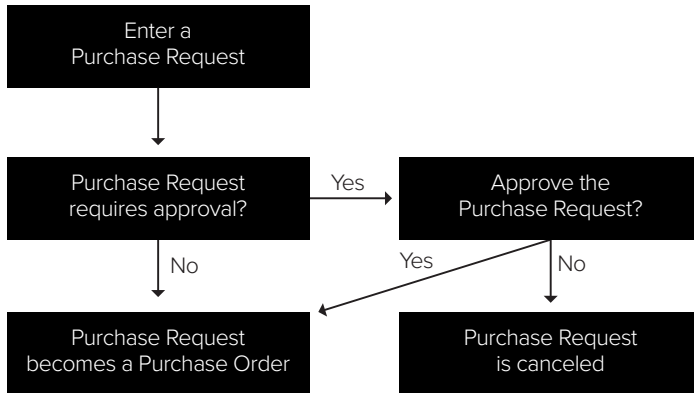 Enter a
Purchase Request
Purchase Request
requires approval?
Yes
Approve the
Purchase Request?
No
Yes
No
Purchase Request
becomes a Purchase Order
Purchase Request
is canceled